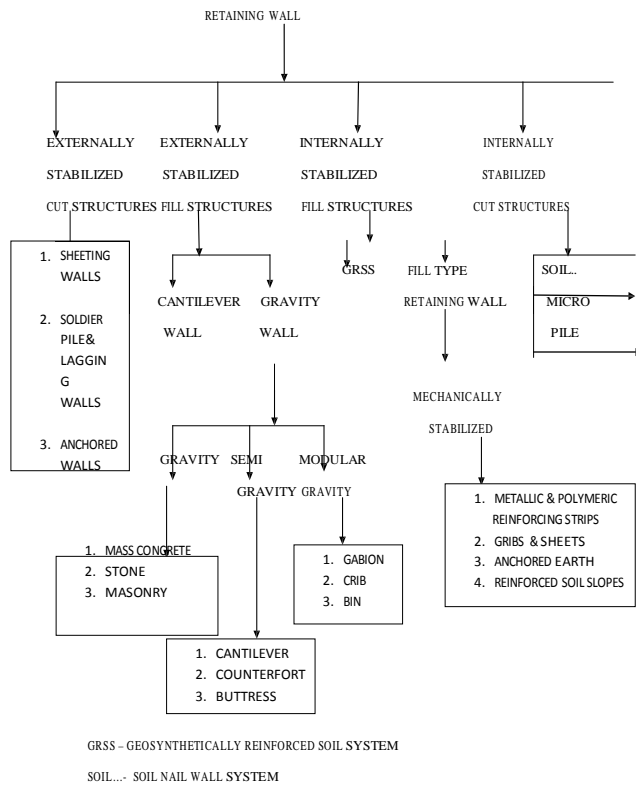 RETAINING WALL
EXTERNALLY
STABILIZED
CUT STRUCTURES
EXTERNALLY
STABILIZED
FILL STRUCTURES
INTERNALLY
STABILIZED
FILL STRUCTURES
INTERNALLY
STABILIZED
CUT STRUCTURES
1. SHEETING
WALLS
2. SOLDIER
PILE&
LAGGIN
G
WALLS
3. ANCHORED
WALLS
CANTILEVER
WALL
GRAVITY
WALL
GRSS
FILL TYPE
RETAINING WALL
SOIL..
MICRO
PILE
MECHANICALLY
STABILIZED
GRAVITY
SEMI
GRAVITY
MODULAR
GRAVITY
1. METALLIC & POLYMERIC
REINFORCING STRIPS
2. GRIBS & SHEETS
3. ANCHORED EARTH
4. REINFORCED SOIL SLOPES
1. MASS CONCRETE
2. STONE
3. MASONRY
1. GABION
2. CRIB
3. BIN
1. CANTILEVER
2. COUNTERFORT
3. BUTTRESS
GRSS – GEOSYNTHETICALLY REINFORCED SOIL SYSTEM
SOIL...- SOIL NAIL WALL SYSTEM